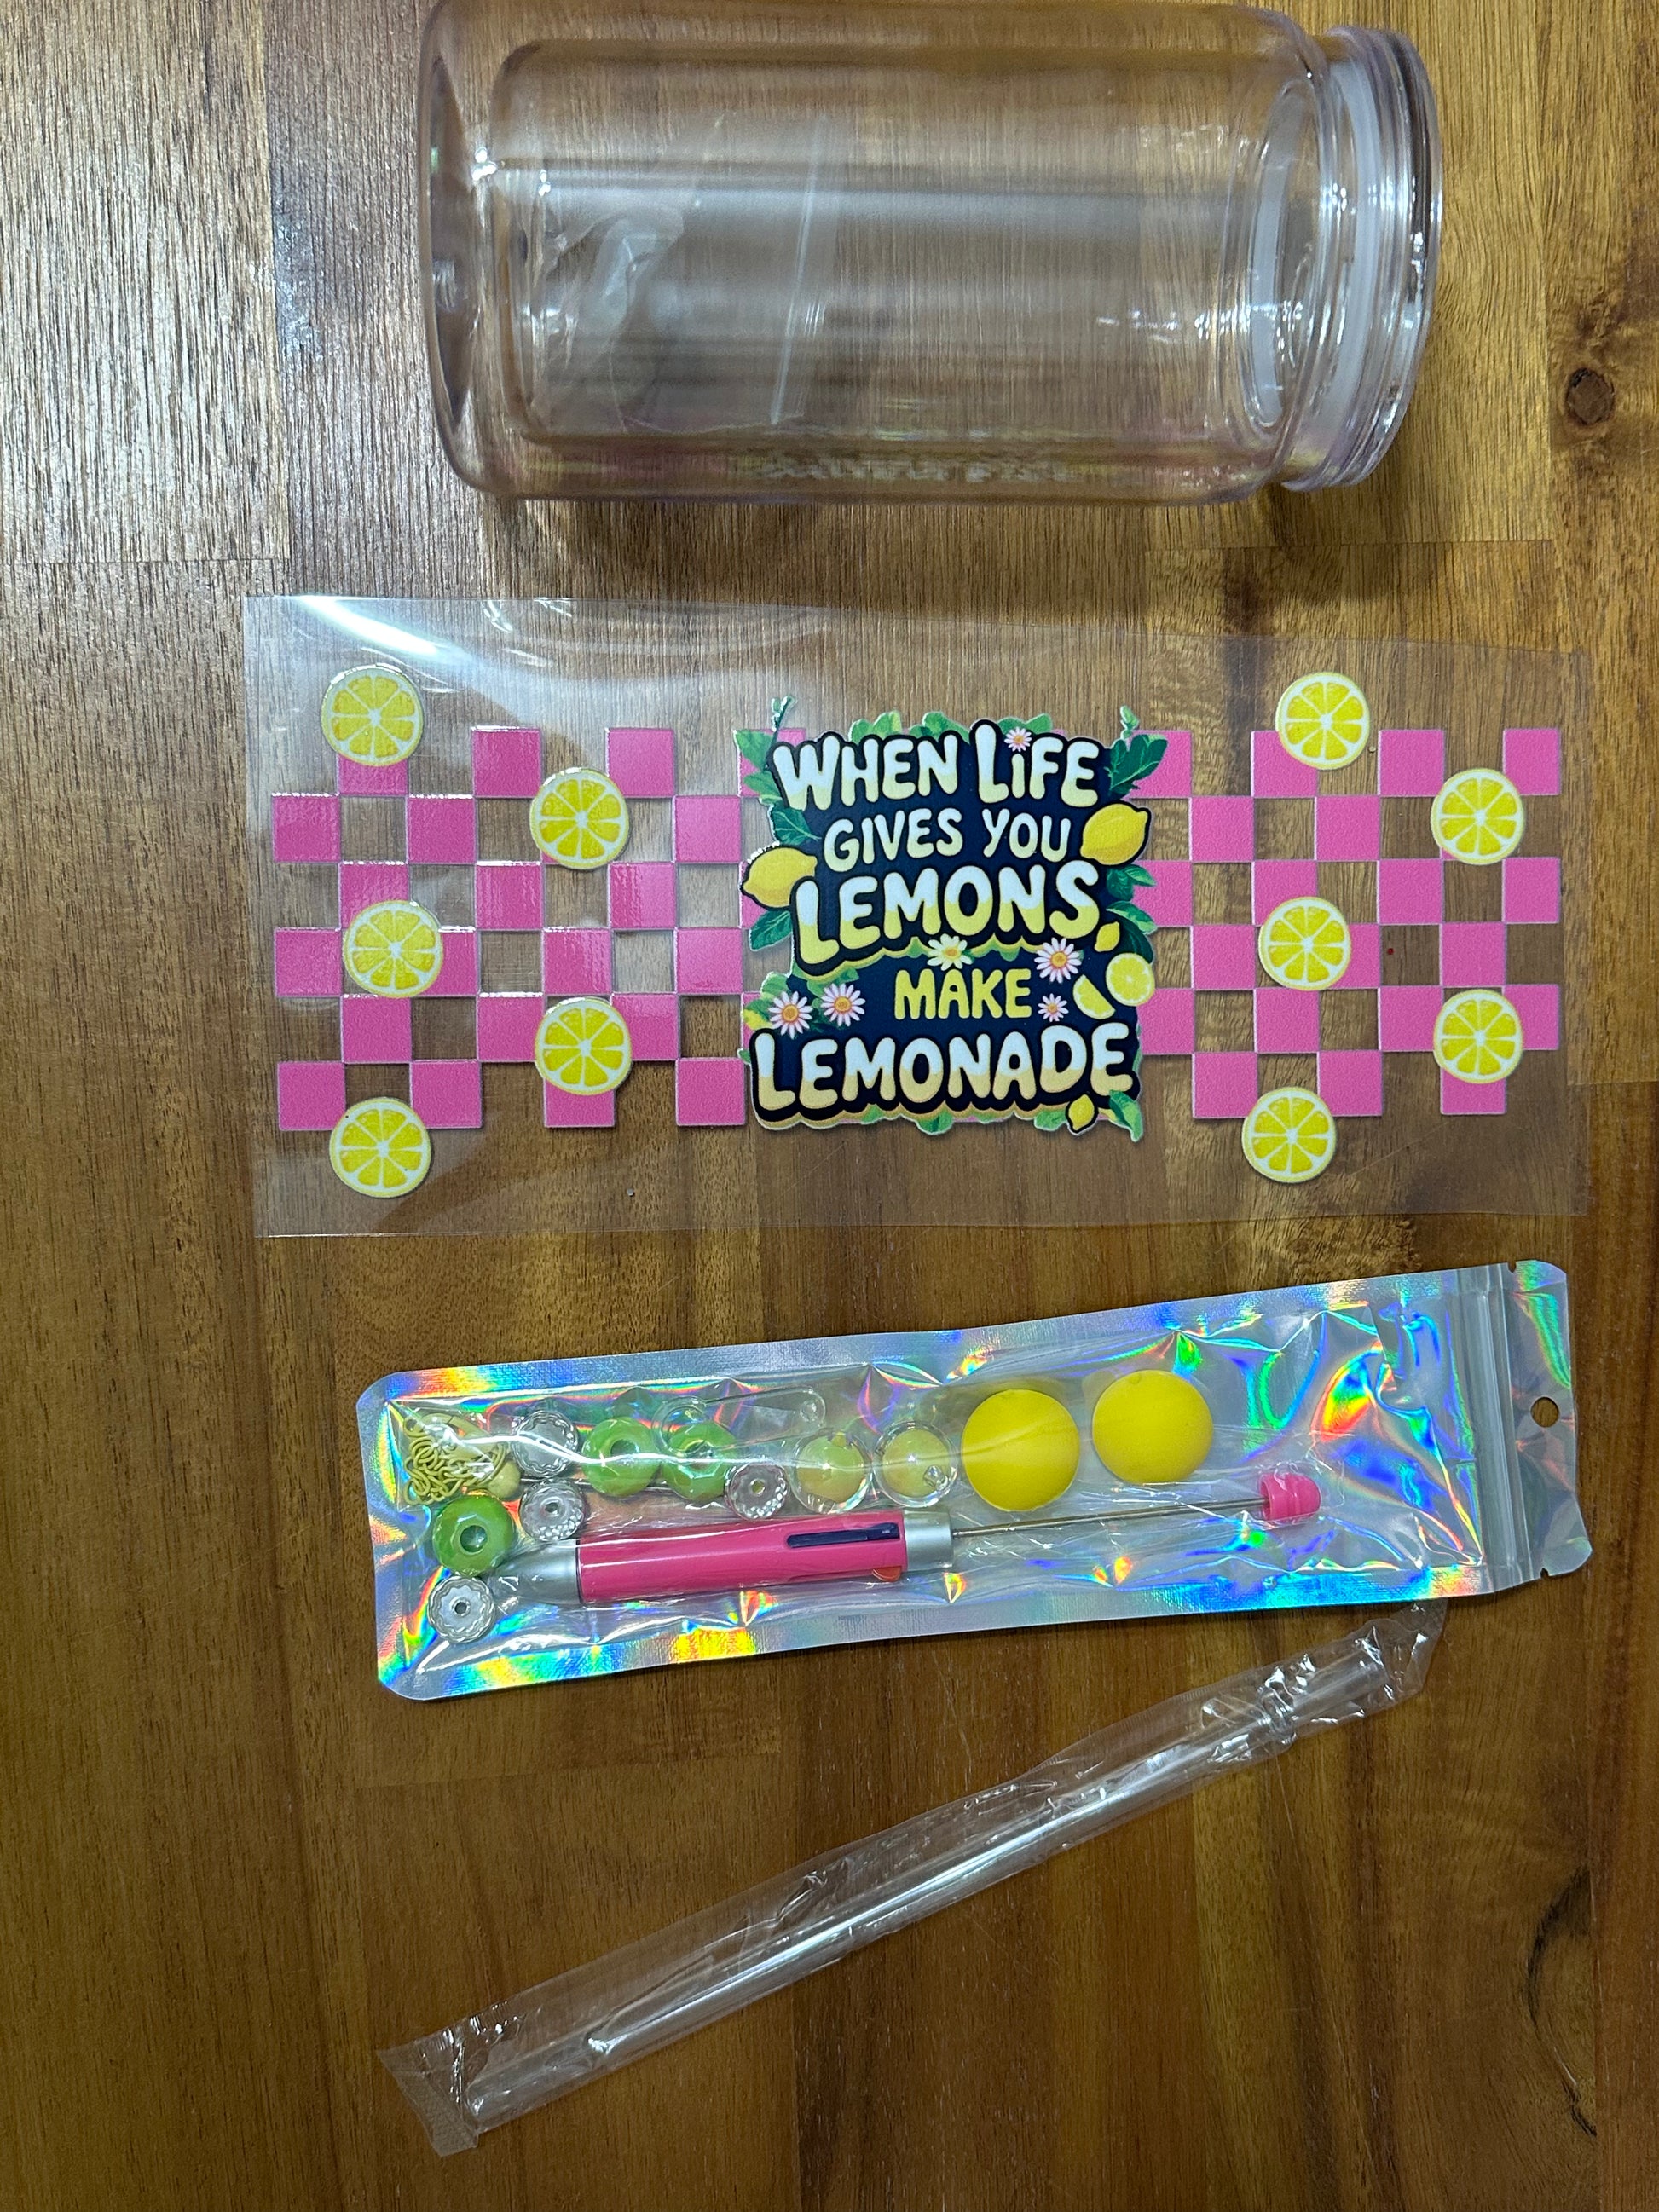 WHEN LiFE
GIVES YOU
LEMONS,
MAKE
LEMONADE